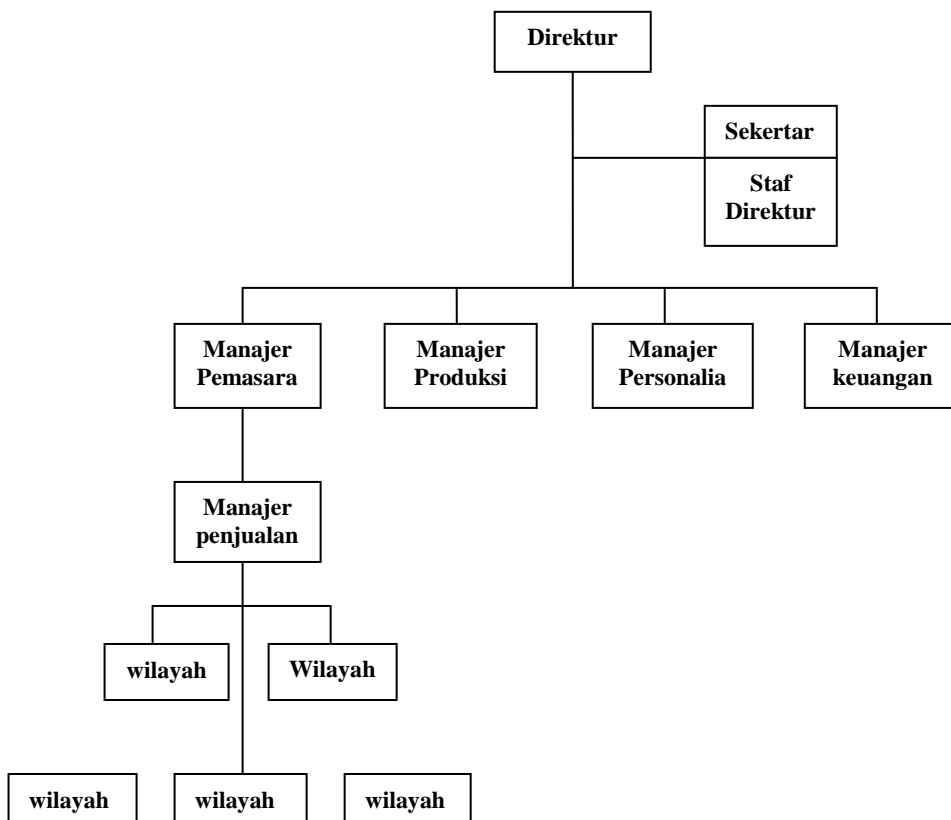 Direktur
Sekertar
Staf
Direktur
Manajer
Pemasara
Manajer
Produksi
Manajer
Personalia
Manajer
keuangan
Manajer
penjualan
wilayah
Wilayah
wilayah
wilayah
wilayah